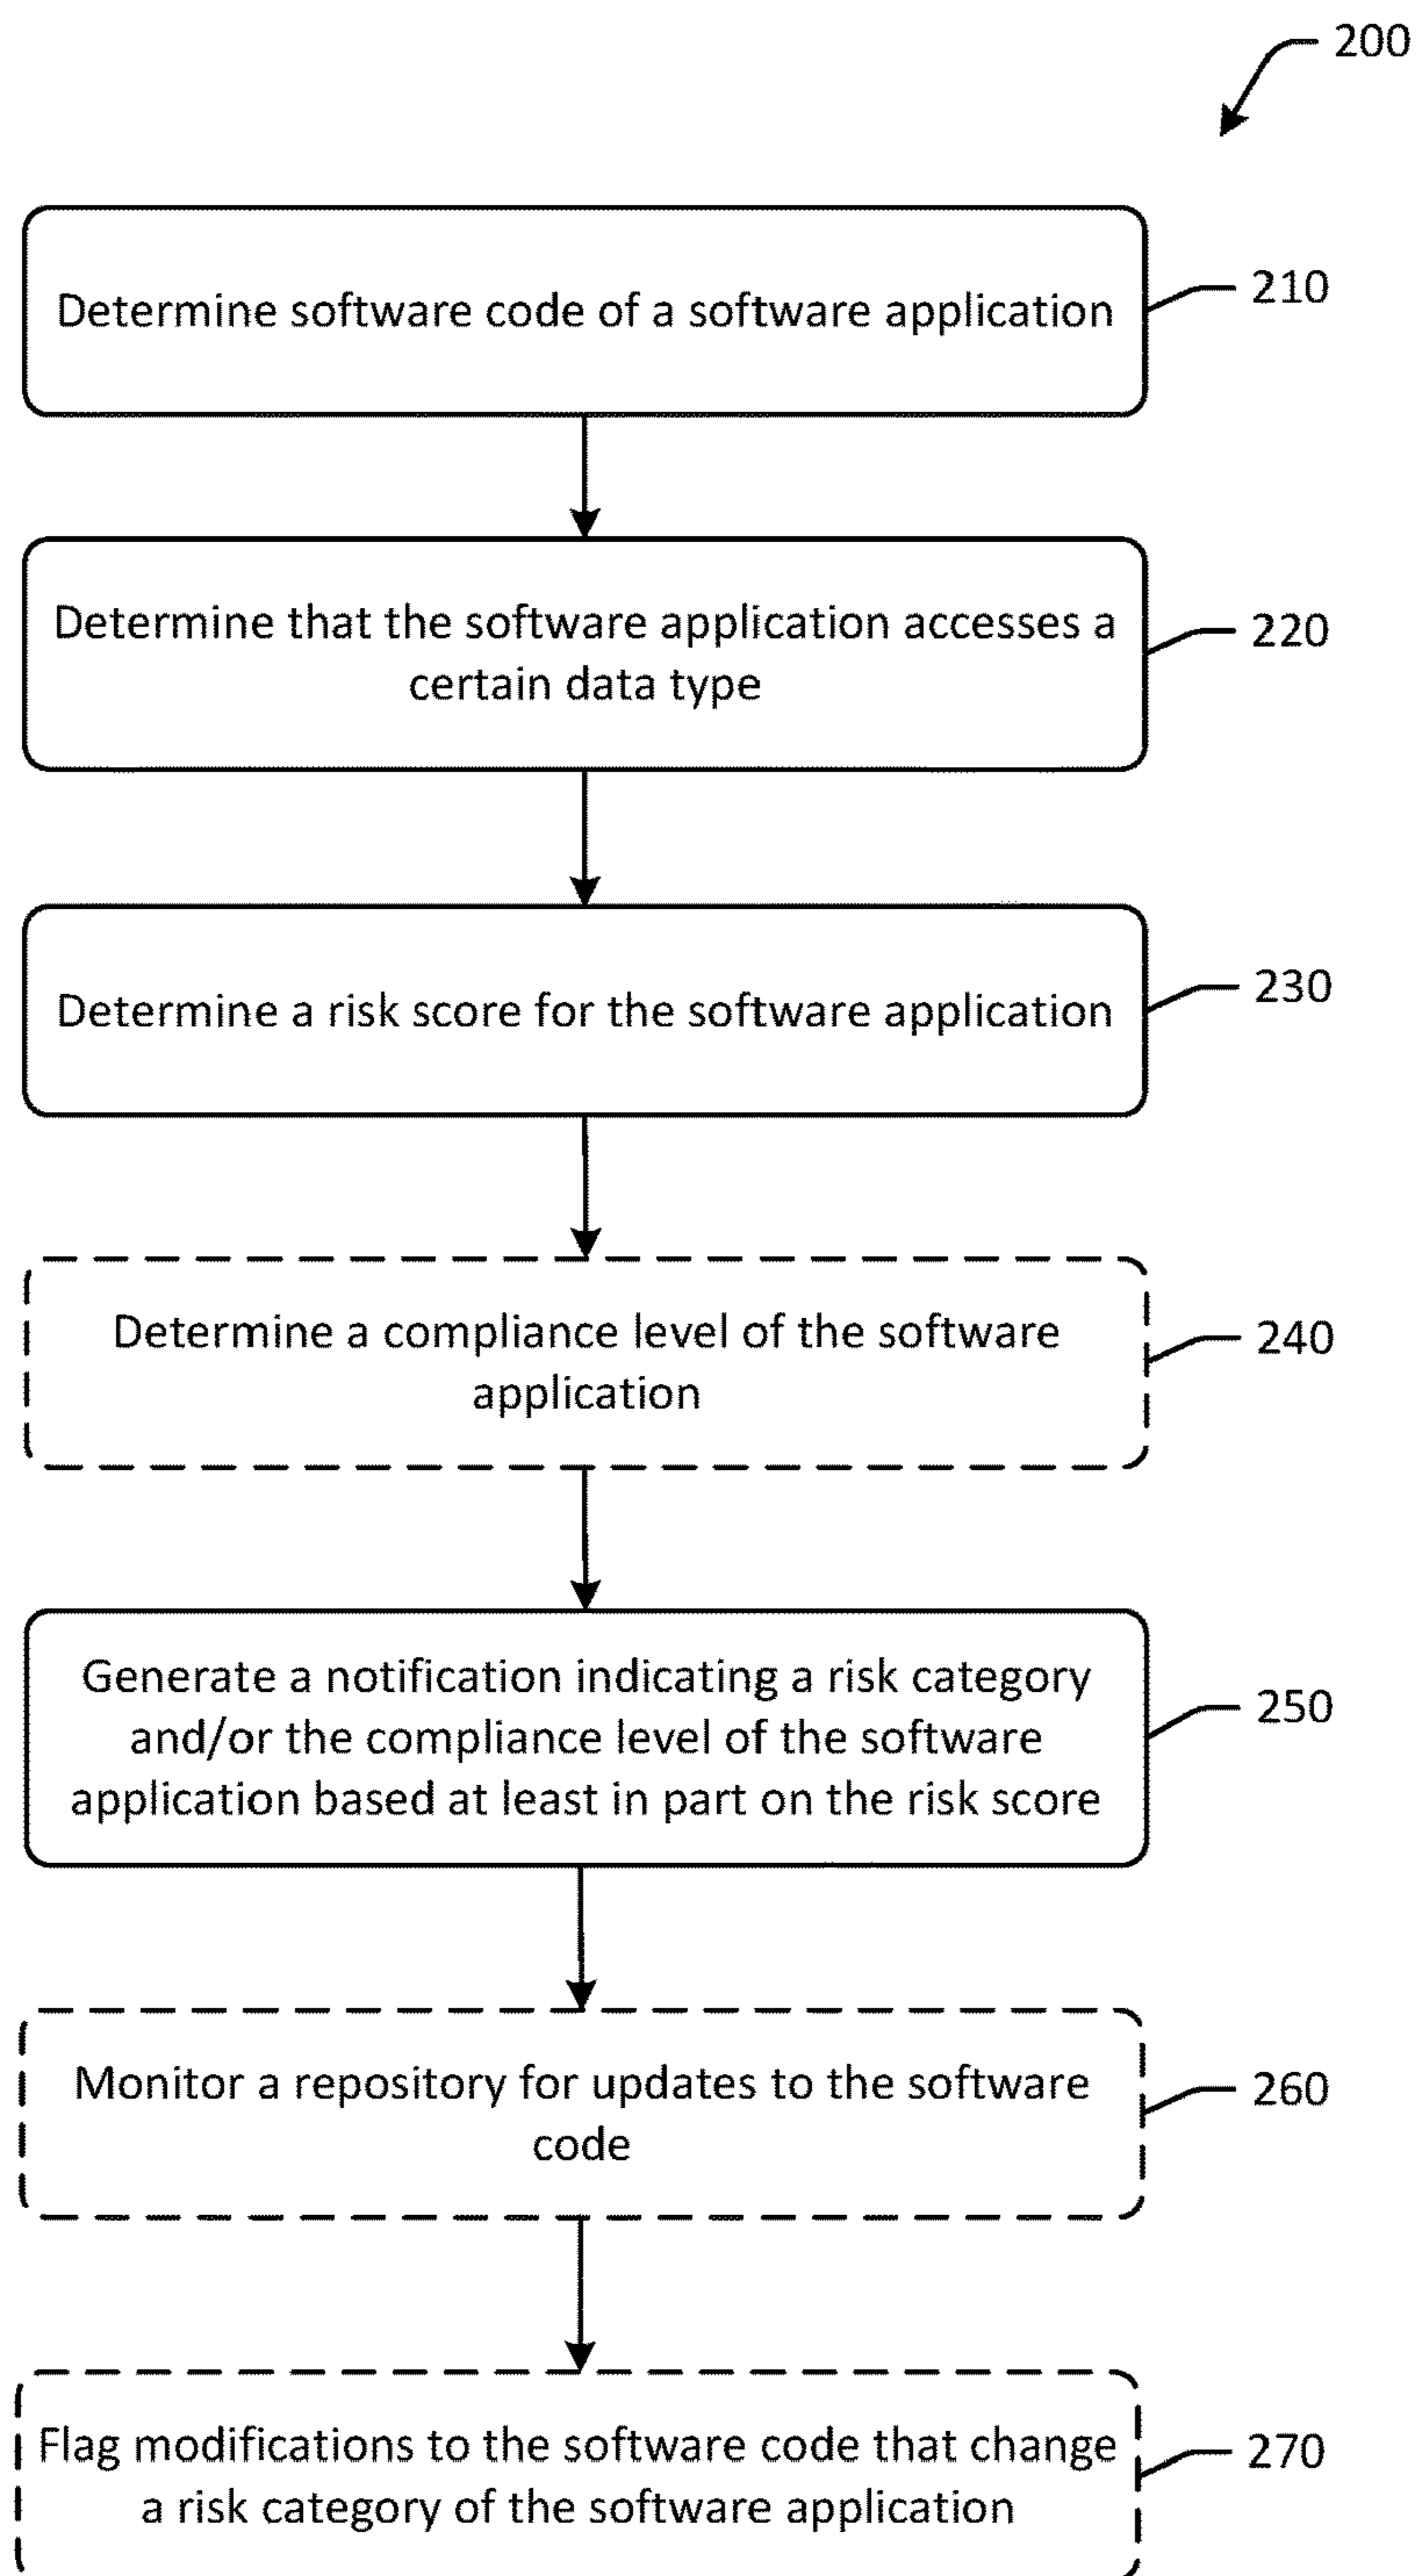 200
Determine software code of a software application
210
Determine that the software application accesses a
certain data type
220
Determine a risk score for the software application
230
Determine a compliance level of the software
application
240
Generate a notification indicating a risk category
and/or the compliance level of the software
application based at least in part on the risk score
250
Monitor a repository for updates to the software
code
260
Flag modifications to the software code that change
a risk category of the software application
270